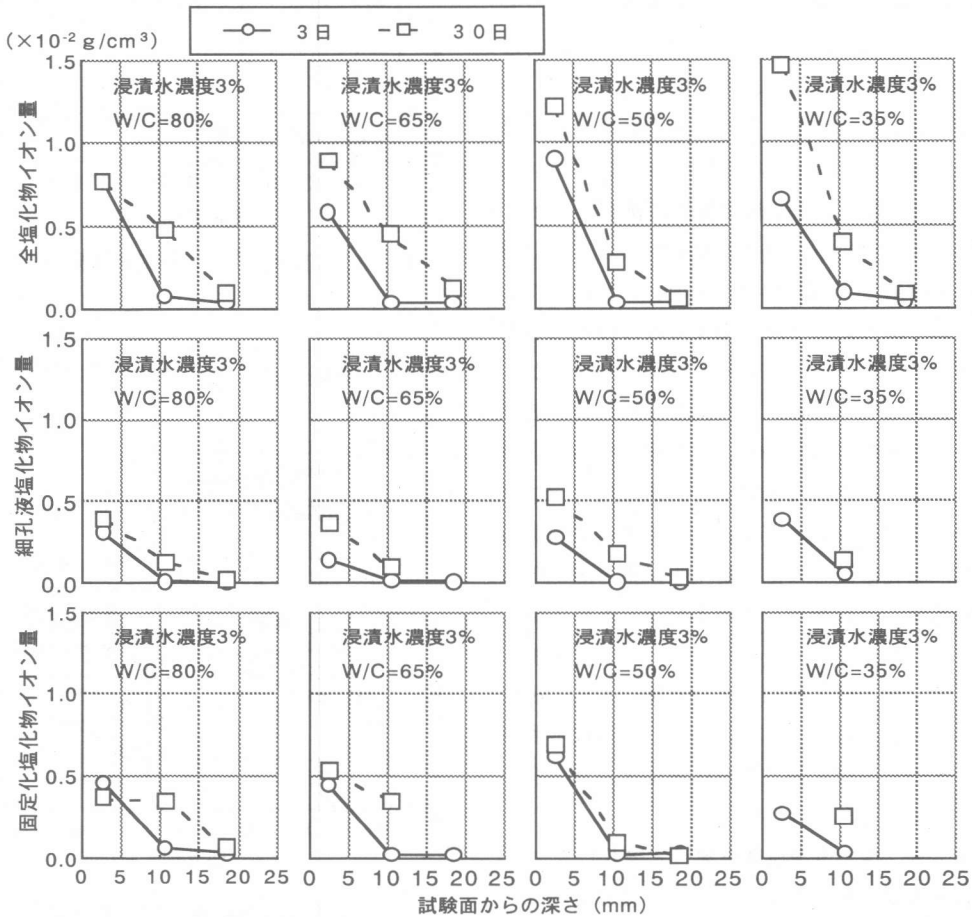 (×10⁻² g/cm³)
3日 30日
全塩化物イオン量
1.5
1.0
0.5
0.0
浸漬水濃度3%
W/C=80%
浸漬水濃度3%
W/C=65%
浸漬水濃度3%
W/C=50%
浸漬水濃度3%
W/C=35%
細孔液塩化物イオン量
1.5
1.0
0.5
0.0
浸漬水濃度3%
W/C=80%
浸漬水濃度3%
W/C=65%
浸漬水濃度3%
W/C=50%
浸漬水濃度3%
W/C=35%
固定化塩化物イオン量
1.5
1.0
0.5
0.0
浸漬水濃度3%
W/C=80%
浸漬水濃度3%
W/C=65%
浸漬水濃度3%
W/C=50%
浸漬水濃度3%
W/C=35%
0 5 10 15 20 25
0 5 10 15 20 25
0 5 10 15 20 25
0 5 10 15 20 25
試験面からの深さ (mm)